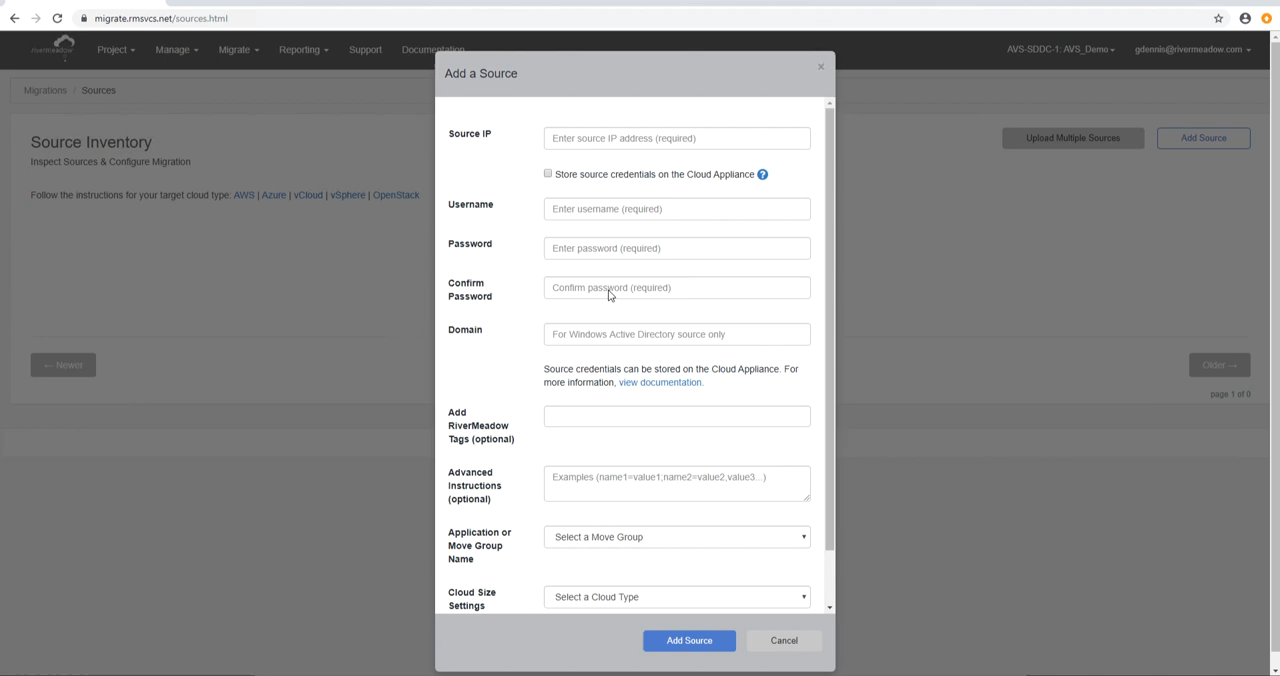 migrate.rmsvcs.net/sources.html
rivermeadow
Project Manage Migrate Reporting Support Documentation AVS-SDDC-1: AVS_Demo gdennis@rivermeadow.com
Migrations / Sources
Source Inventory
Inspect Sources & Configure Migration
Follow the instructions for your target cloud type: AWS | Azure | vCloud | vSphere | OpenStack
Upload Multiple Sources
Add Source
← Newer
Older →
page 1 of 0
Add a Source
×
Source IP
Enter source IP address (required)
Store source credentials on the Cloud Appliance ?
Username
Enter username (required)
Password
Enter password (required)
Confirm
Password
Confirm password (required)
Domain
For Windows Active Directory source only
Source credentials can be stored on the Cloud Appliance. For
more information, view documentation.
Add
RiverMeadow
Tags (optional)
Advanced
Instructions
(optional)
Examples (name1=value1;name2=value2,value3...)
Application or
Move Group
Name
Select a Move Group
Cloud Size
Settings
Select a Cloud Type
Add Source
Cancel